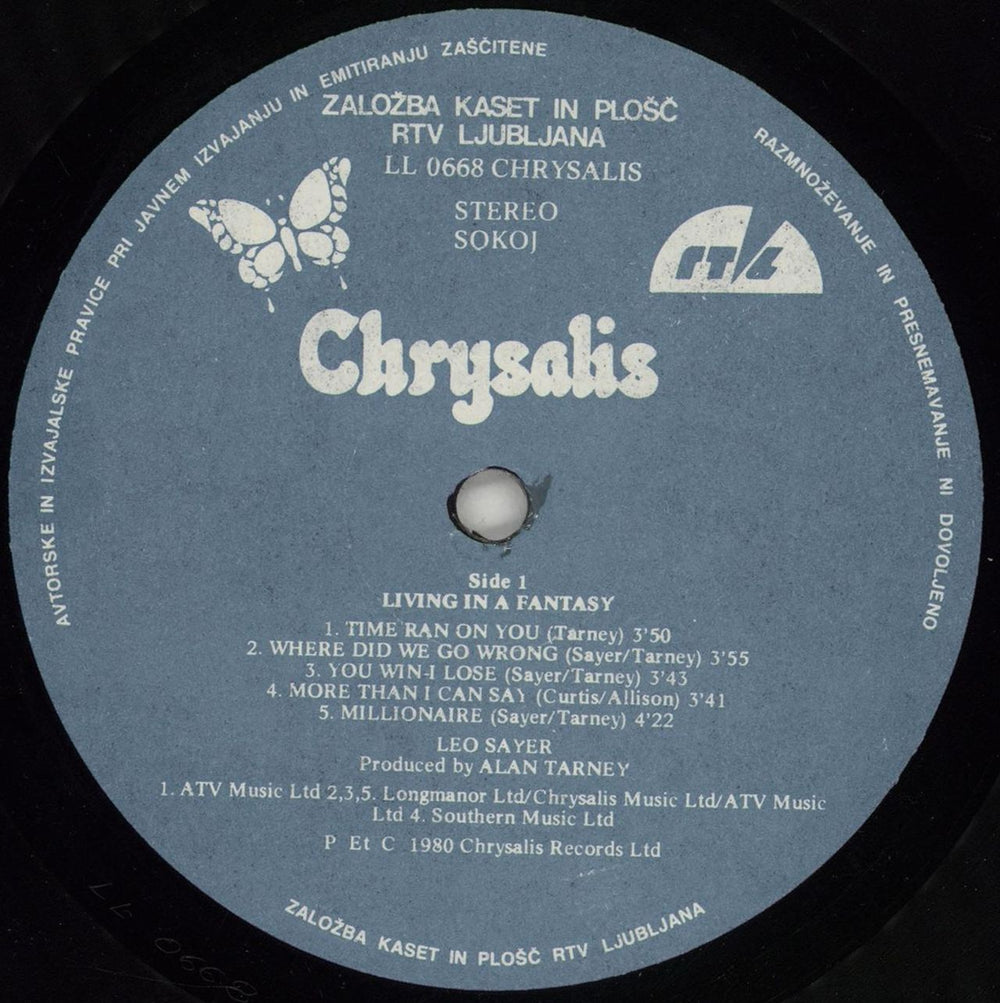 AVTORSKE IN IZVAJALSKE PRAVICE PRI JAVNEM IZVAJANJU IN EMITIRANJU ZAŠČITENE
RAZMNOŽEVANJE IN PRESNEMAVANJE NI DOVOLJENO
ZALOŽBA KASET IN PLOŠČ
RTV LJUBLJANA
LL 0668 CHRYSALIS
STEREO
SOKOJ
Chrysalis
Side 1
LIVING IN A FANTASY
1. TIME RAN ON YOU (Tarney) 3'50
2. WHERE DID WE GO WRONG (Sayer/Tarney) 3'55
3. YOU WIN-I LOSE (Sayer/Tarney) 3'43
4. MORE THAN I CAN SAY (Curtis/Allison) 3'41
5. MILLIONAIRE (Sayer/Tarney) 4'22
LEO SAYER
Produced by ALAN TARNEY
1. ATV Music Ltd 2,3,5. Longmanor Ltd/Chrysalis Music Ltd/ATV Music
Ltd 4. Southern Music Ltd
P Et C 1980 Chrysalis Records Ltd
ZALOŽBA KASET IN PLOŠČ RTV LJUBLJANA